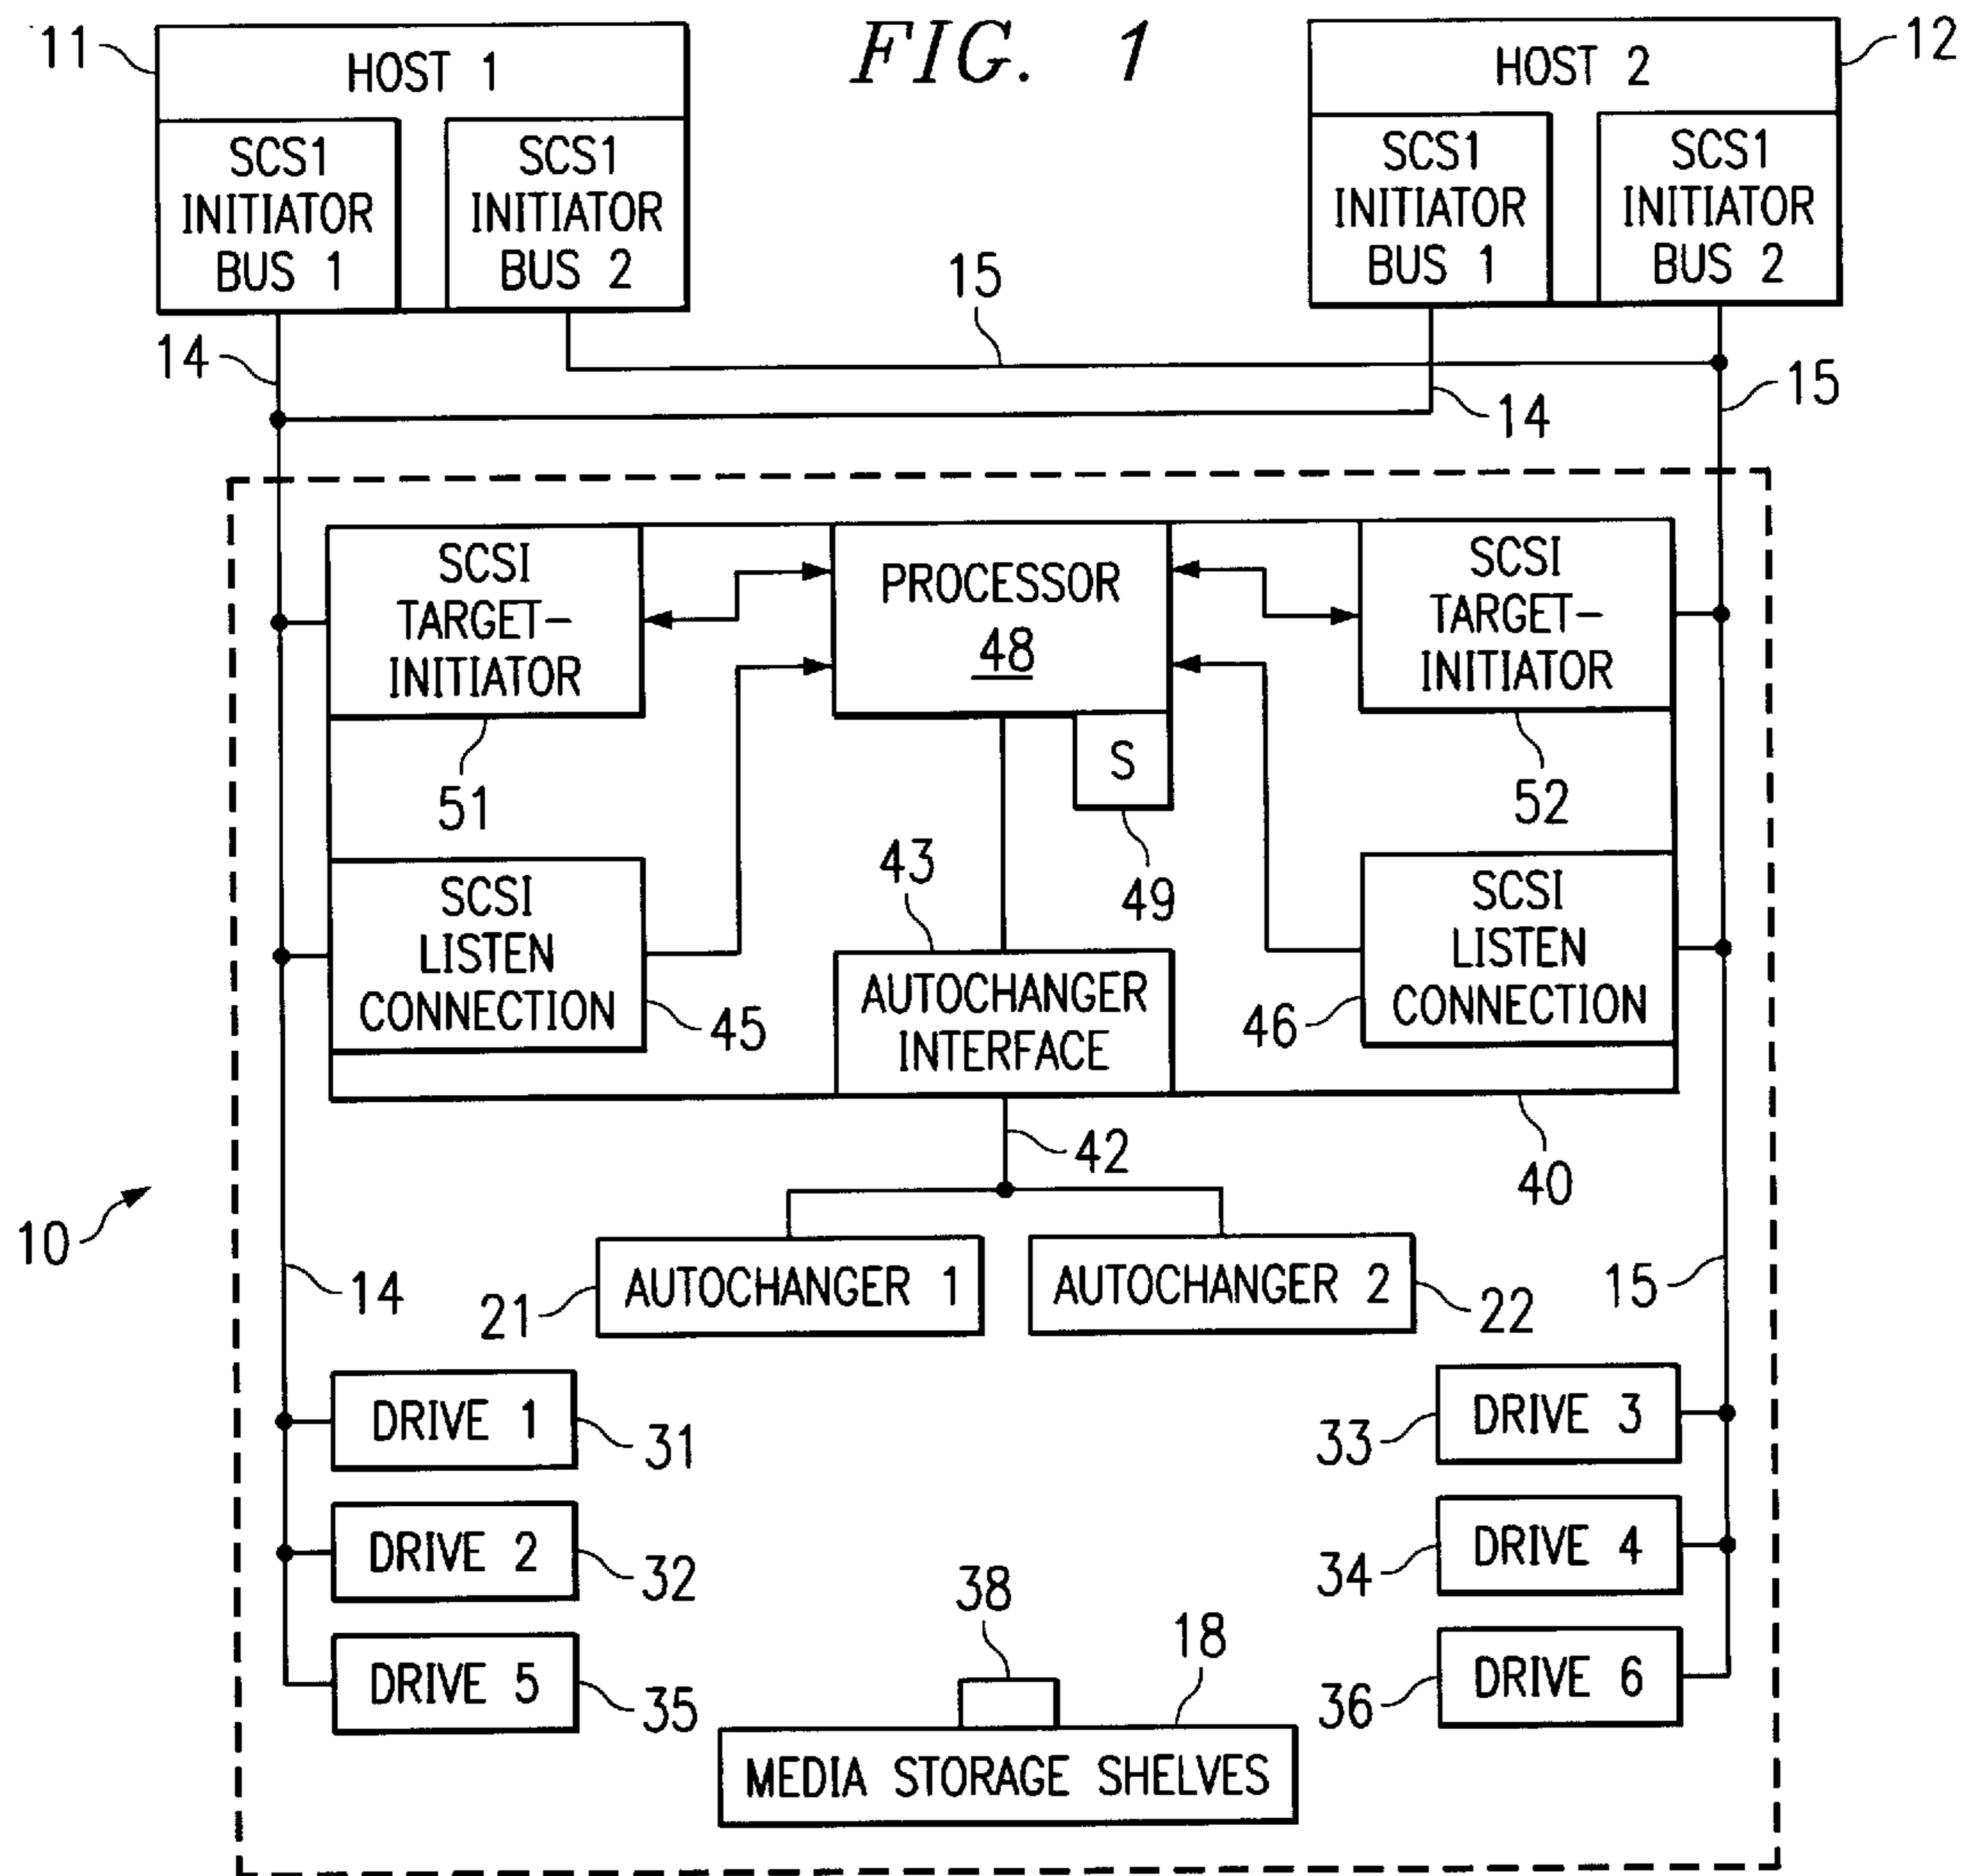 FIG. 1
11
HOST 1
SCS1
INITIATOR
BUS 1
SCS1
INITIATOR
BUS 2
HOST 2
12
SCS1
INITIATOR
BUS 1
SCS1
INITIATOR
BUS 2
15
14
14
15
SCSI
TARGET-
INITIATOR
51
PROCESSOR
48
S
49
SCSI
TARGET-
INITIATOR
52
SCSI
LISTEN
CONNECTION
45
43
AUTOCHANGER
INTERFACE
SCSI
LISTEN
CONNECTION
46
42
40
10
14
AUTOCHANGER 1
21
AUTOCHANGER 2
22
15
DRIVE 1
31
DRIVE 2
32
DRIVE 5
35
DRIVE 3
33
DRIVE 4
34
DRIVE 6
36
38
18
MEDIA STORAGE SHELVES